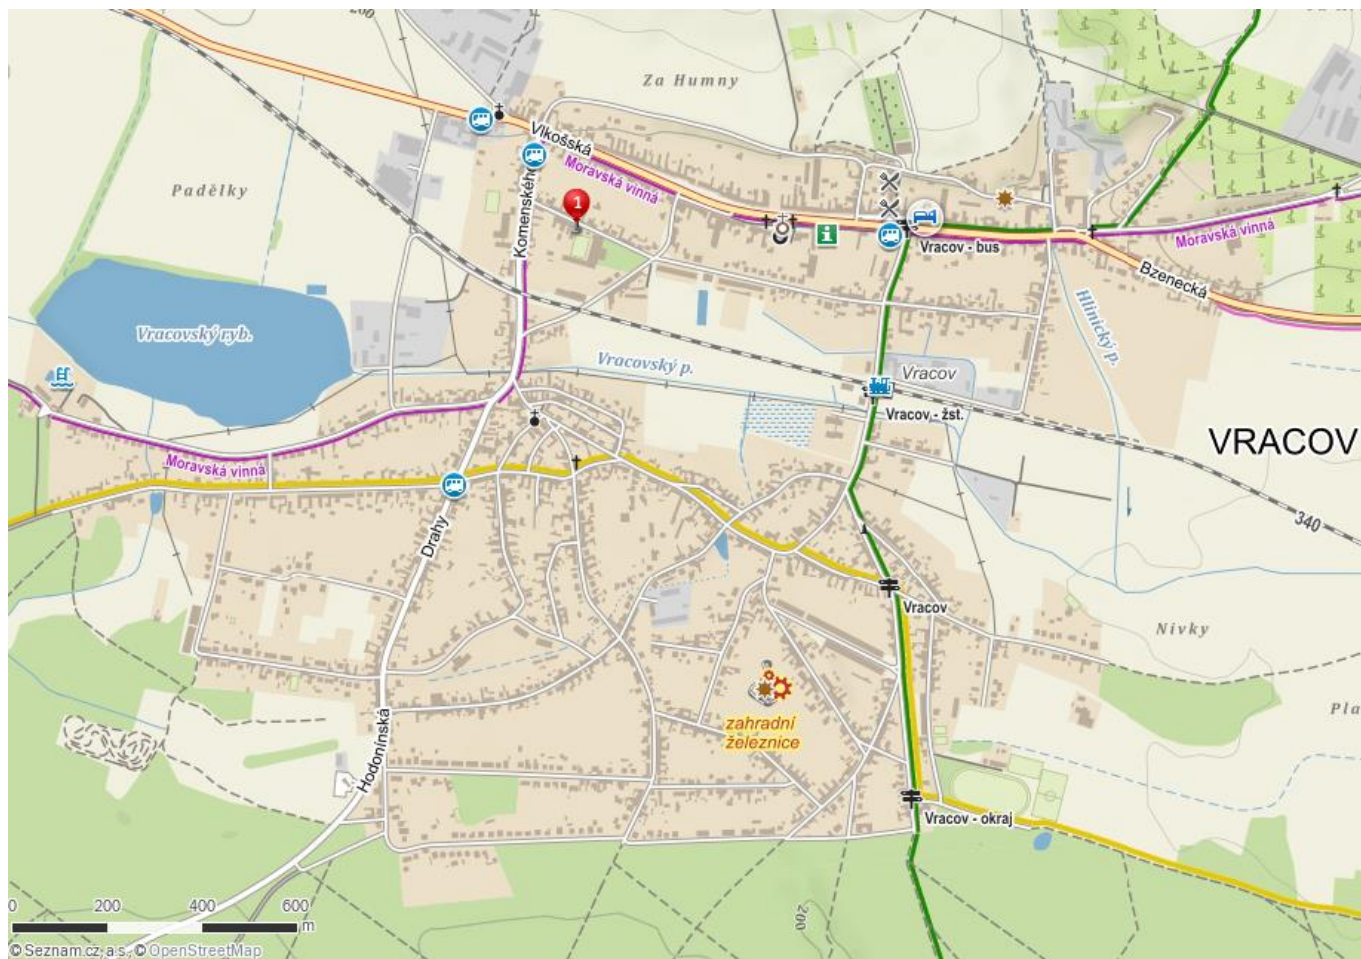 200
Za Humny
Vlkošská
Moravská vinná
Padělky
1
Komenského
Vracov - bus
Moravská vinná
Bzenecká
Hlinický p.
Vracovský ryb.
Vracovský p.
Vracov
Vracov - žst.
VRACOV
Moravská vinná
340
Drahy
Vracov
Nivky
zahradní
železnice
Hodonínská
Pla
Vracov - okraj
0 200 400 600
m
200
© Seznam.cz, a.s., © OpenStreetMap